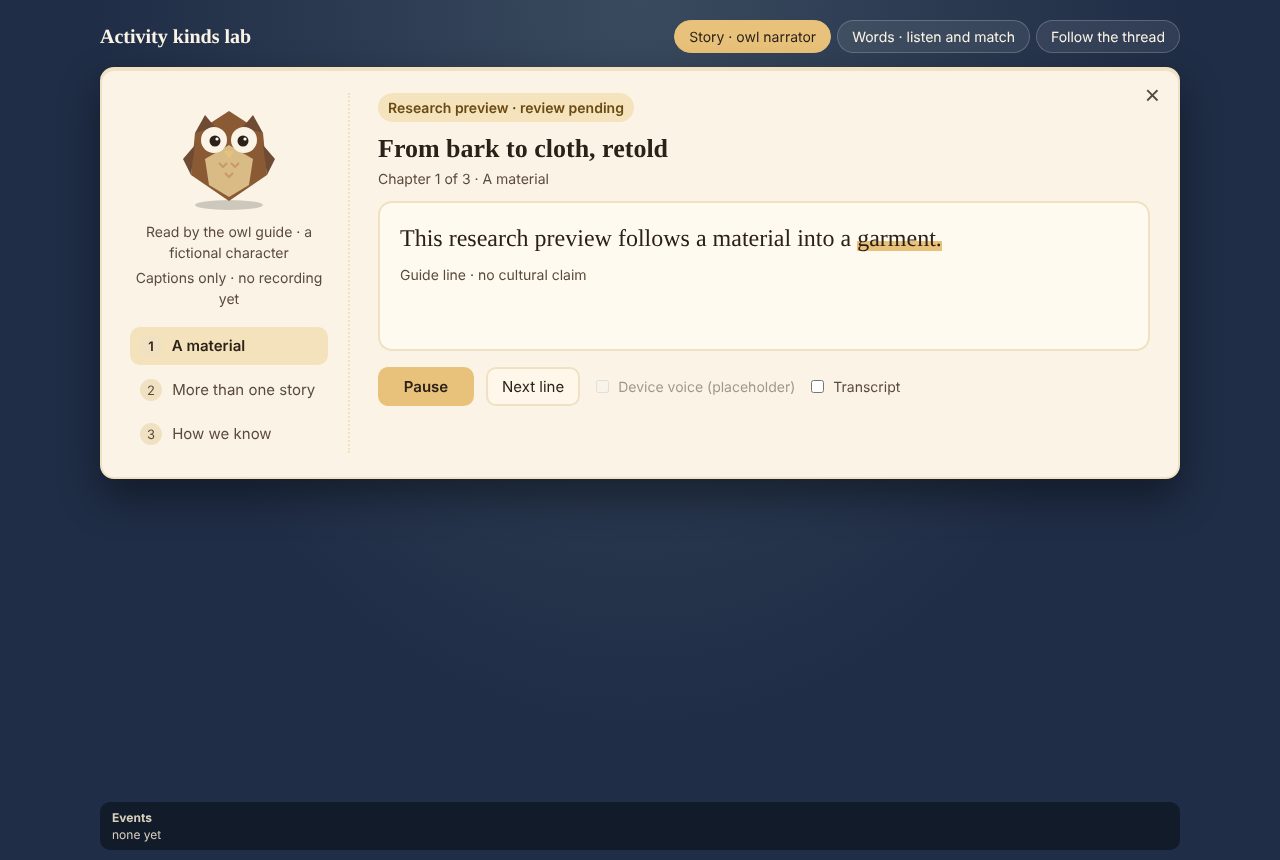 Activity kinds lab
Story · owl narrator
Words · listen and match
Follow the thread
Read by the owl guide · a
fictional character
Captions only · no recording
yet
1 A material
2 More than one story
3 How we know
Research preview · review pending
✕
From bark to cloth, retold
Chapter 1 of 3 · A material
This research preview follows a material into a garment.
Guide line · no cultural claim
Pause
Next line
Device voice (placeholder)
Transcript
Events
none yet